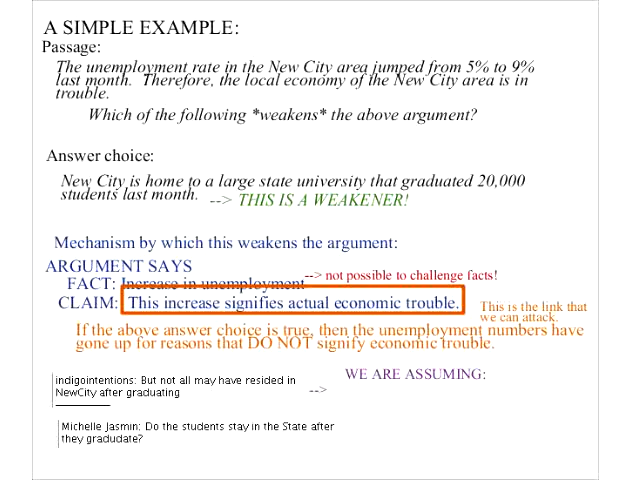 A SIMPLE EXAMPLE:
Passage:
The unemployment rate in the New City area jumped from 5% to 9%
last month. Therefore, the local economy of the New City area is in
trouble.
Which of the following *weakens* the above argument?
Answer choice:
New City is home to a large state university that graduated 20,000
students last month. --> THIS IS A WEAKENER!
Mechanism by which this weakens the argument:
ARGUMENT SAYS
FACT: Increase in unemployment --> not possible to challenge facts!
CLAIM: This increase signifies actual economic trouble. This is the link that
we can attack.
If the above answer choice is true, then the unemployment numbers have
gone up for reasons that DO NOT signify economic trouble.
WE ARE ASSUMING:
indigointentions: But not all may have resided in
NewCity after graduating -->
Michelle Jasmin: Do the students stay in the State after
they gradudate?